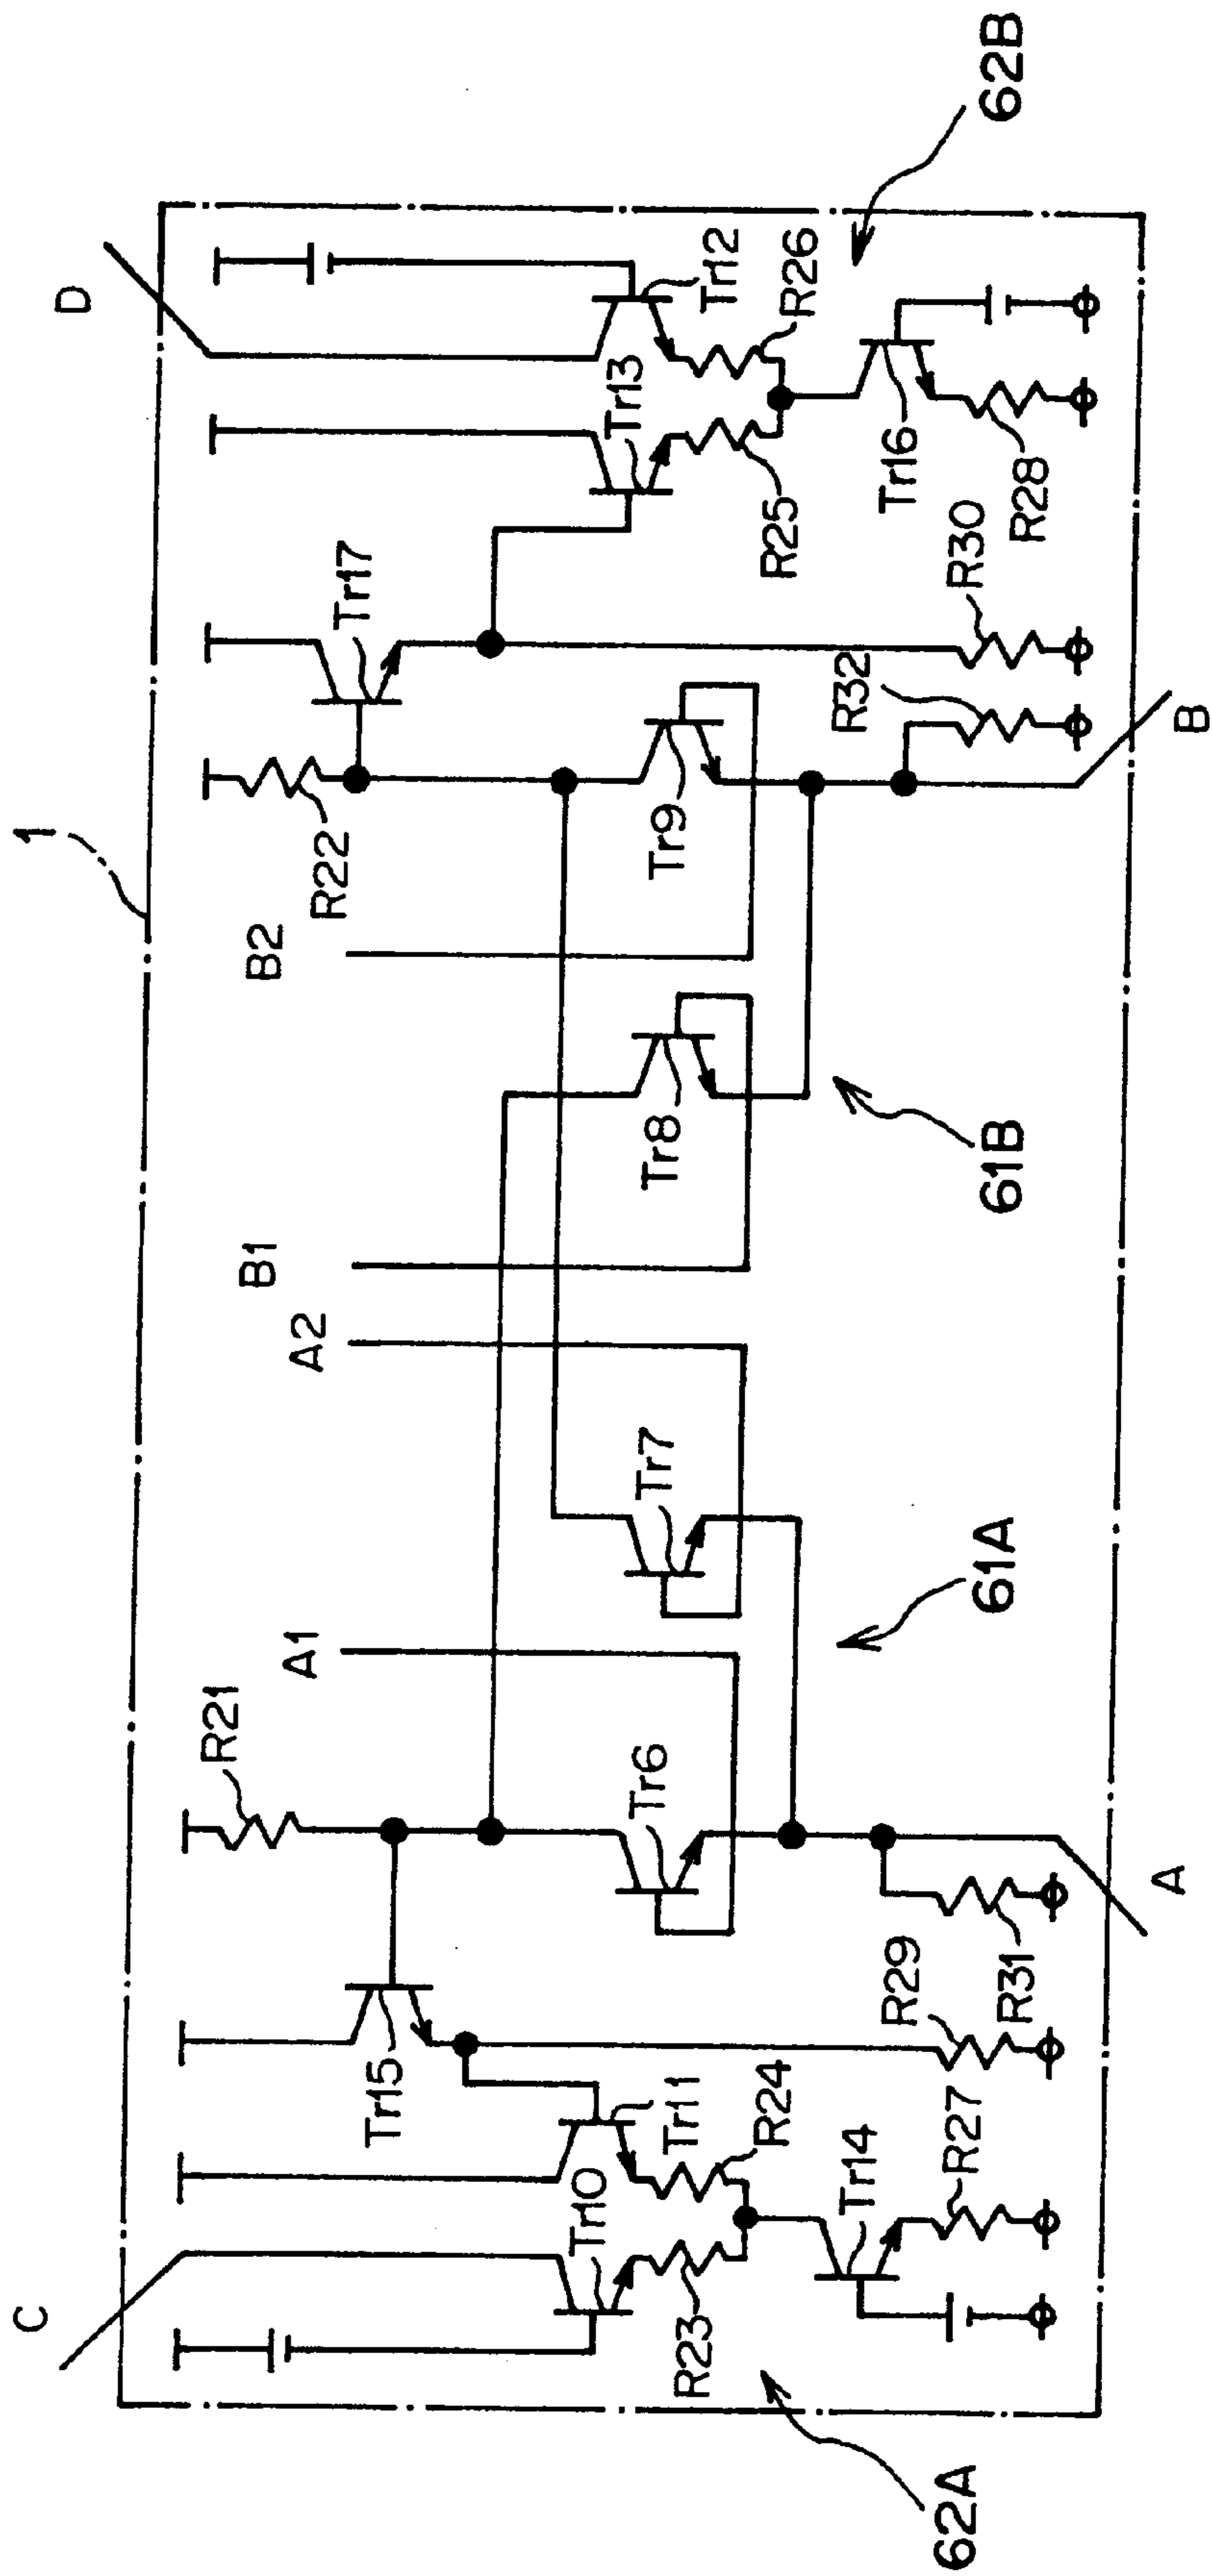 1
C
D
R21
R22
Tr15
Tr17
A1
A2
B1
B2
Tr10
Tr11
Tr6
Tr7
Tr8
Tr9
Tr13
Tr12
R23
R24
R25
R26
Tr14
Tr16
R27
R29
R31
R32
R30
R28
A
B
62A
61A
61B
62B